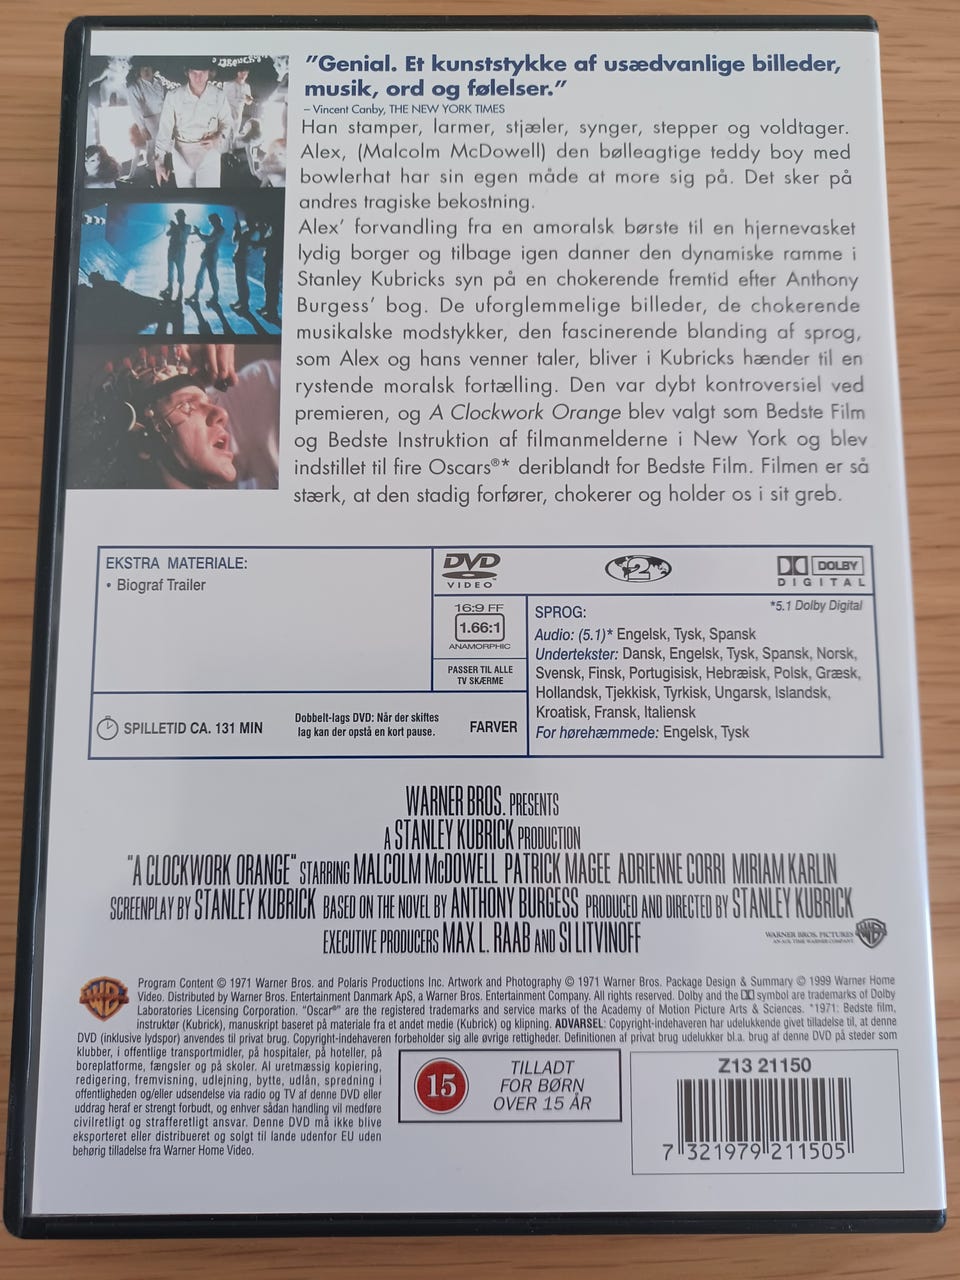 "Genial. Et kunststykke af usædvanlige billeder,
musik, ord og følelser."
– Vincent Canby, THE NEW YORK TIMES
Han stamper, larmer, stjæler, synger, stepper og voldtager.
Alex, (Malcolm McDowell) den bølleagtige teddy boy med
bowlerhat har sin egen måde at more sig på. Det sker på
andres tragiske bekostning.
Alex' forvandling fra en amoralsk børste til en hjernevasket
lydig borger og tilbage igen danner den dynamiske ramme i
Stanley Kubricks syn på en chokerende fremtid efter Anthony
Burgess' bog. De uforglemmelige billeder, de chokerende
musikalske modstykker, den fascinerende blanding af sprog,
som Alex og hans venner taler, bliver i Kubricks hænder til en
rystende moralsk fortælling. Den var dybt kontroversiel ved
premieren, og A Clockwork Orange blev valgt som Bedste Film
og Bedste Instruktion af filmanmelderne i New York og blev
indstillet til fire Oscars®* deriblandt for Bedste Film. Filmen er så
stærk, at den stadig forfører, chokerer og holder os i sit greb.
EKSTRA MATERIALE:
• Biograf Trailer
DVD
VIDEO
2
DOLBY
DIGITAL
16:9 FF
1.66:1
ANAMORPHIC
PASSER TIL ALLE
TV SKÆRME
*5.1 Dolby Digital
SPROG:
Audio: (5.1)* Engelsk, Tysk, Spansk
Undertekster: Dansk, Engelsk, Tysk, Spansk, Norsk,
Svensk, Finsk, Portugisisk, Hebræisk, Polsk, Græsk,
Hollandsk, Tjekkisk, Tyrkisk, Ungarsk, Islandsk,
Kroatisk, Fransk, Italiensk
For hørehæmmede: Engelsk, Tysk
SPILLETID CA. 131 MIN
Dobbelt-lags DVD: Når der skiftes
lag kan der opstå en kort pause.
FARVER
WARNER BROS. PRESENTS
A STANLEY KUBRICK PRODUCTION
"A CLOCKWORK ORANGE" STARRING MALCOLM McDOWELL PATRICK MAGEE ADRIENNE CORRI MIRIAM KARLIN
SCREENPLAY BY STANLEY KUBRICK BASED ON THE NOVEL BY ANTHONY BURGESS PRODUCED AND DIRECTED BY STANLEY KUBRICK
EXECUTIVE PRODUCERS MAX L. RAAB AND SI LITVINOFF
WARNER BROS. PICTURES
AN AOL TIME WARNER COMPANY
Program Content © 1971 Warner Bros. and Polaris Productions Inc. Artwork and Photography © 1971 Warner Bros. Package Design & Summary © 1999 Warner Home
Video. Distributed by Warner Bros. Entertainment Danmark ApS, a Warner Bros. Entertainment Company. All rights reserved. Dolby and the DD symbol are trademarks of Dolby
Laboratories Licensing Corporation. "Oscar®" are the registered trademarks and service marks of the Academy of Motion Picture Arts & Sciences. *1971: Bedste film,
instruktør (Kubrick), manuskript baseret på materiale fra et andet medie (Kubrick) og klipning. ADVARSEL: Copyright-indehaveren har udelukkende givet tilladelse til, at denne
DVD (inklusive lydspor) anvendes til privat brug. Copyright-indehaveren forbeholder sig alle øvrige rettigheder. Definitionen af privat brug udelukker bl.a. brug af denne DVD på steder som
klubber, i offentlige transportmidler, på hospitaler, på hoteller, på
boreplatforme, fængsler og på skoler. Al uretmæssig kopiering,
redigering, fremvisning, udlejning, bytte, udlån, spredning i
offentligheden og/eller udsendelse via radio og TV af denne DVD eller
uddrag heraf er strengt forbudt, og enhver sådan handling vil medføre
civilretligt og strafferetligt ansvar. Denne DVD må ikke blive
eksporteret eller distribueret og solgt til lande udenfor EU uden
behørig tilladelse fra Warner Home Video.
15
TILLADT
FOR BØRN
OVER 15 ÅR
Z13 21150
7 321979 211505